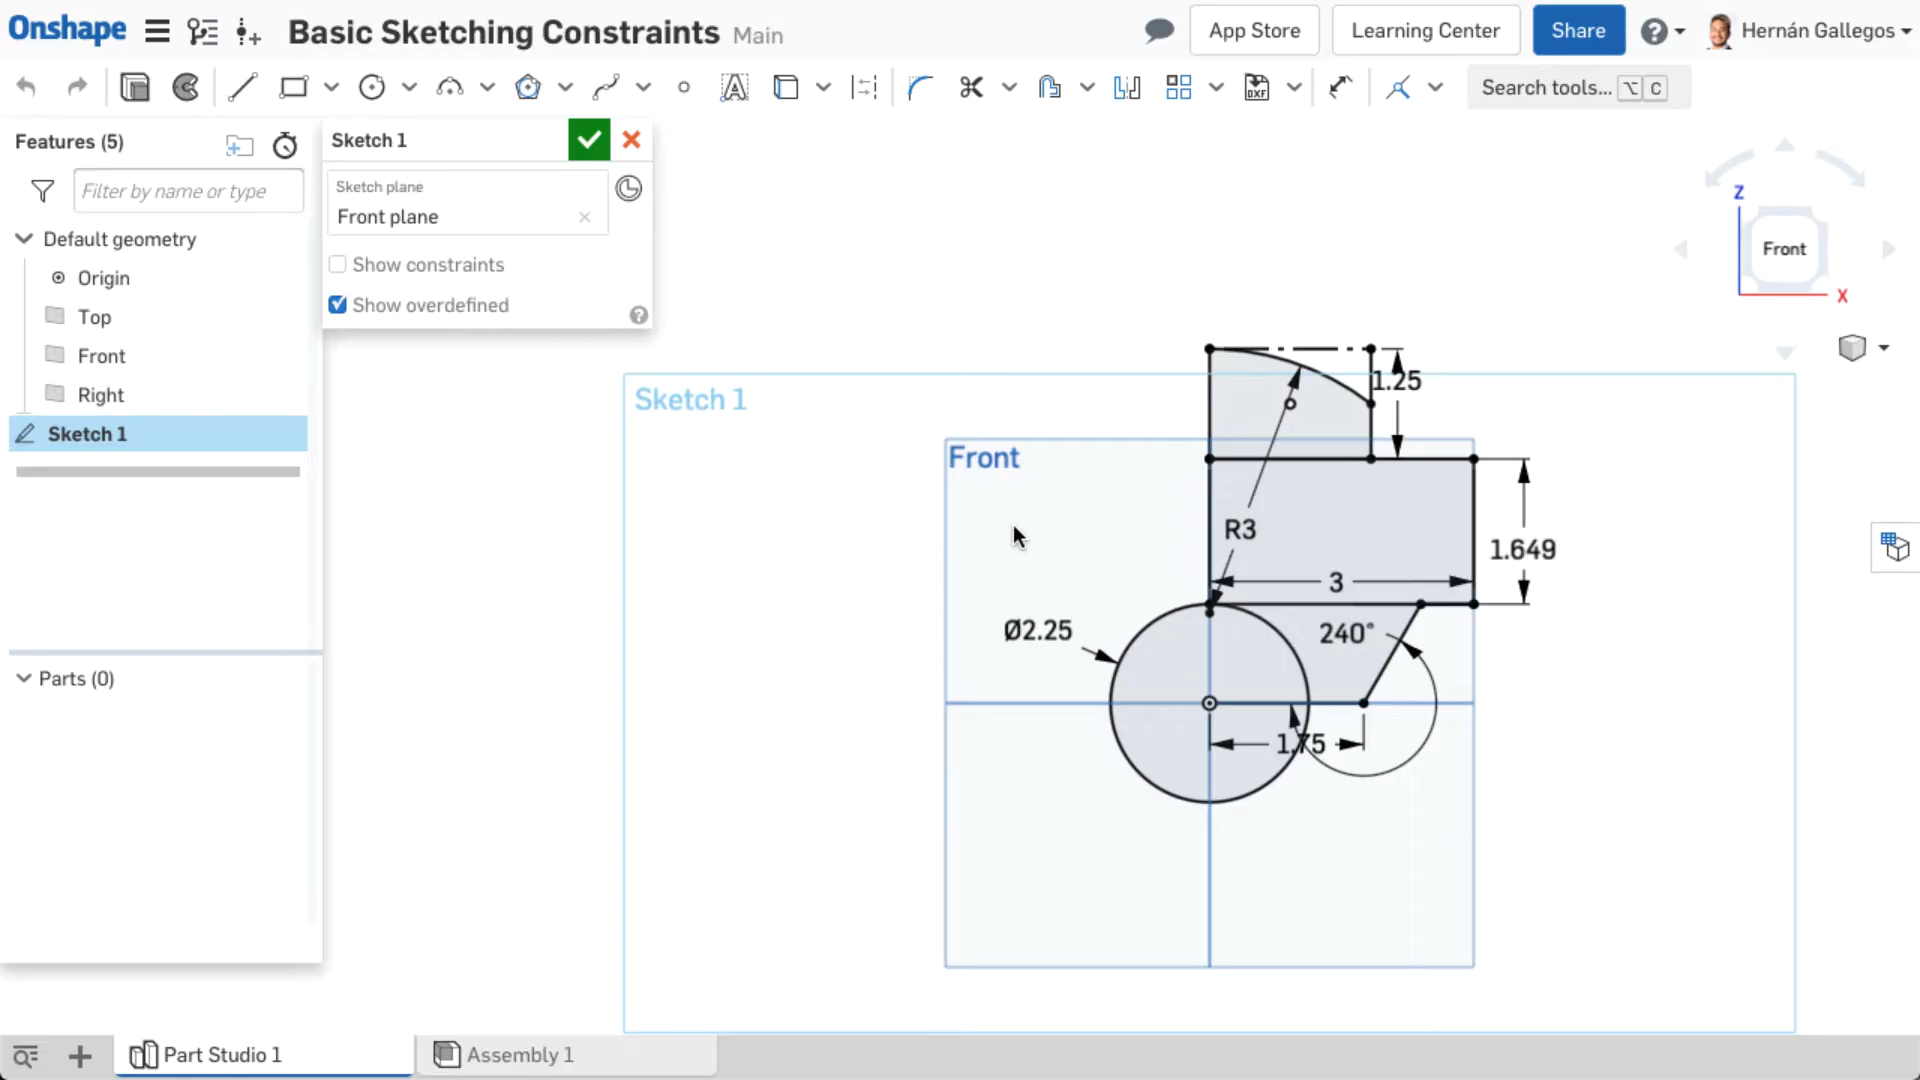 Onshape Basic Sketching Constraints Main App Store Learning Center Share Hernán Gallegos
DXF Search tools... ⌥ C
Features (5)
Filter by name or type
Default geometry
Origin
Top
Front
Right
Sketch 1
Parts (0)
Sketch 1
Sketch plane
Front plane
Show constraints
Show overdefined
Z
Front
X
Sketch 1
Front
1.25
R3
1.649
3
Ø2.25
240°
1.75
Part Studio 1
Assembly 1